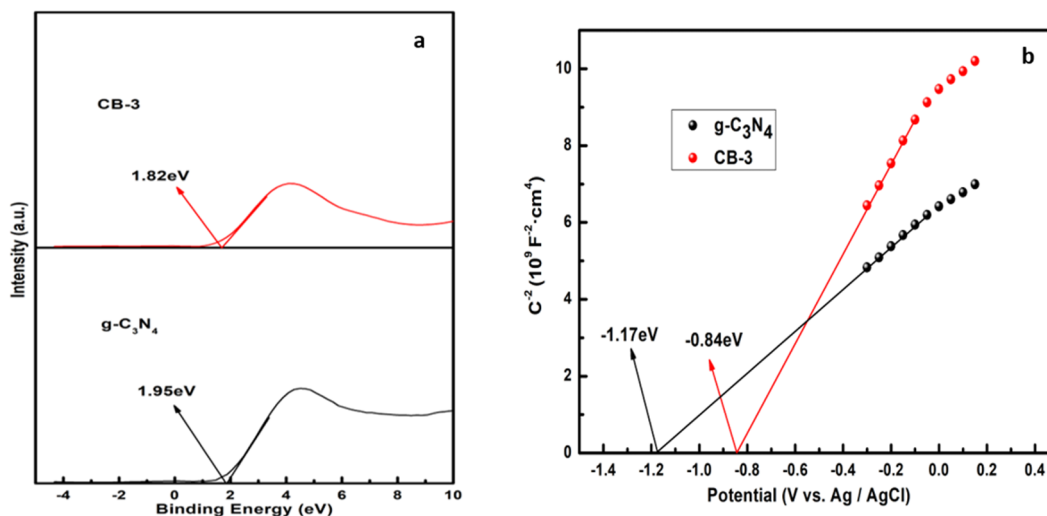 a
CB-3
1.82eV
g-C₃N₄
1.95eV
Intensity (a.u.)
-4 -2 0 2 4 6 8 10
Binding Energy (eV)
b
g-C₃N₄
CB-3
-1.17eV
-0.84eV
C⁻² (10⁹ F⁻²·cm⁴)
10
8
6
4
2
0
-1.4 -1.2 -1.0 -0.8 -0.6 -0.4 -0.2 0.0 0.2 0.4
Potential (V vs. Ag / AgCl)